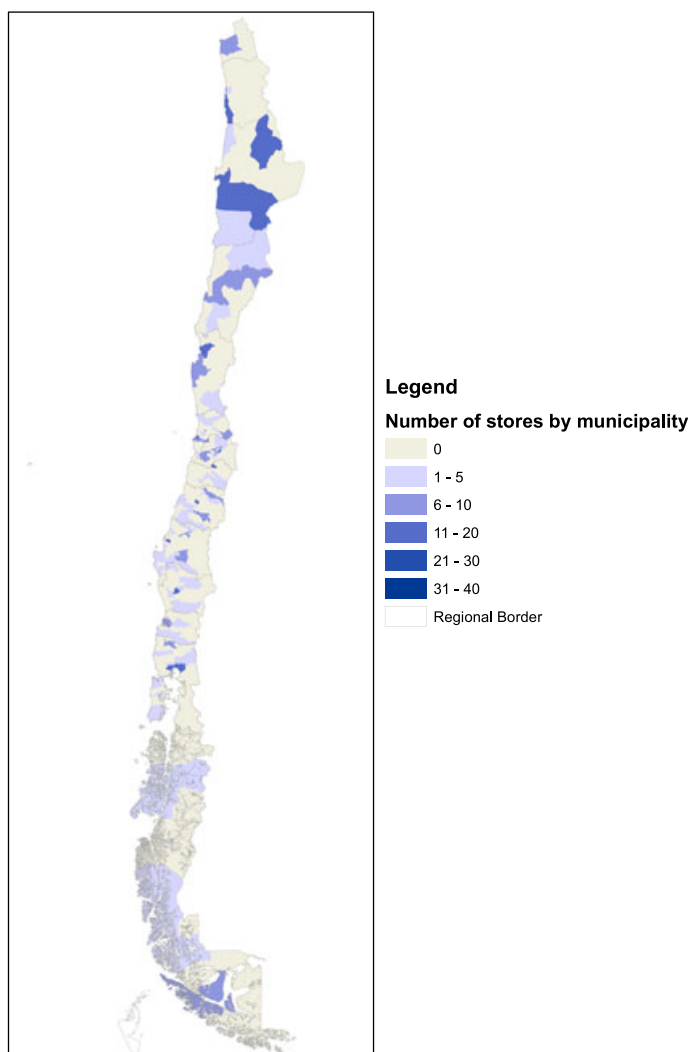 Legend
Number of stores by municipality
0
1 - 5
6 - 10
11 - 20
21 - 30
31 - 40
Regional Border